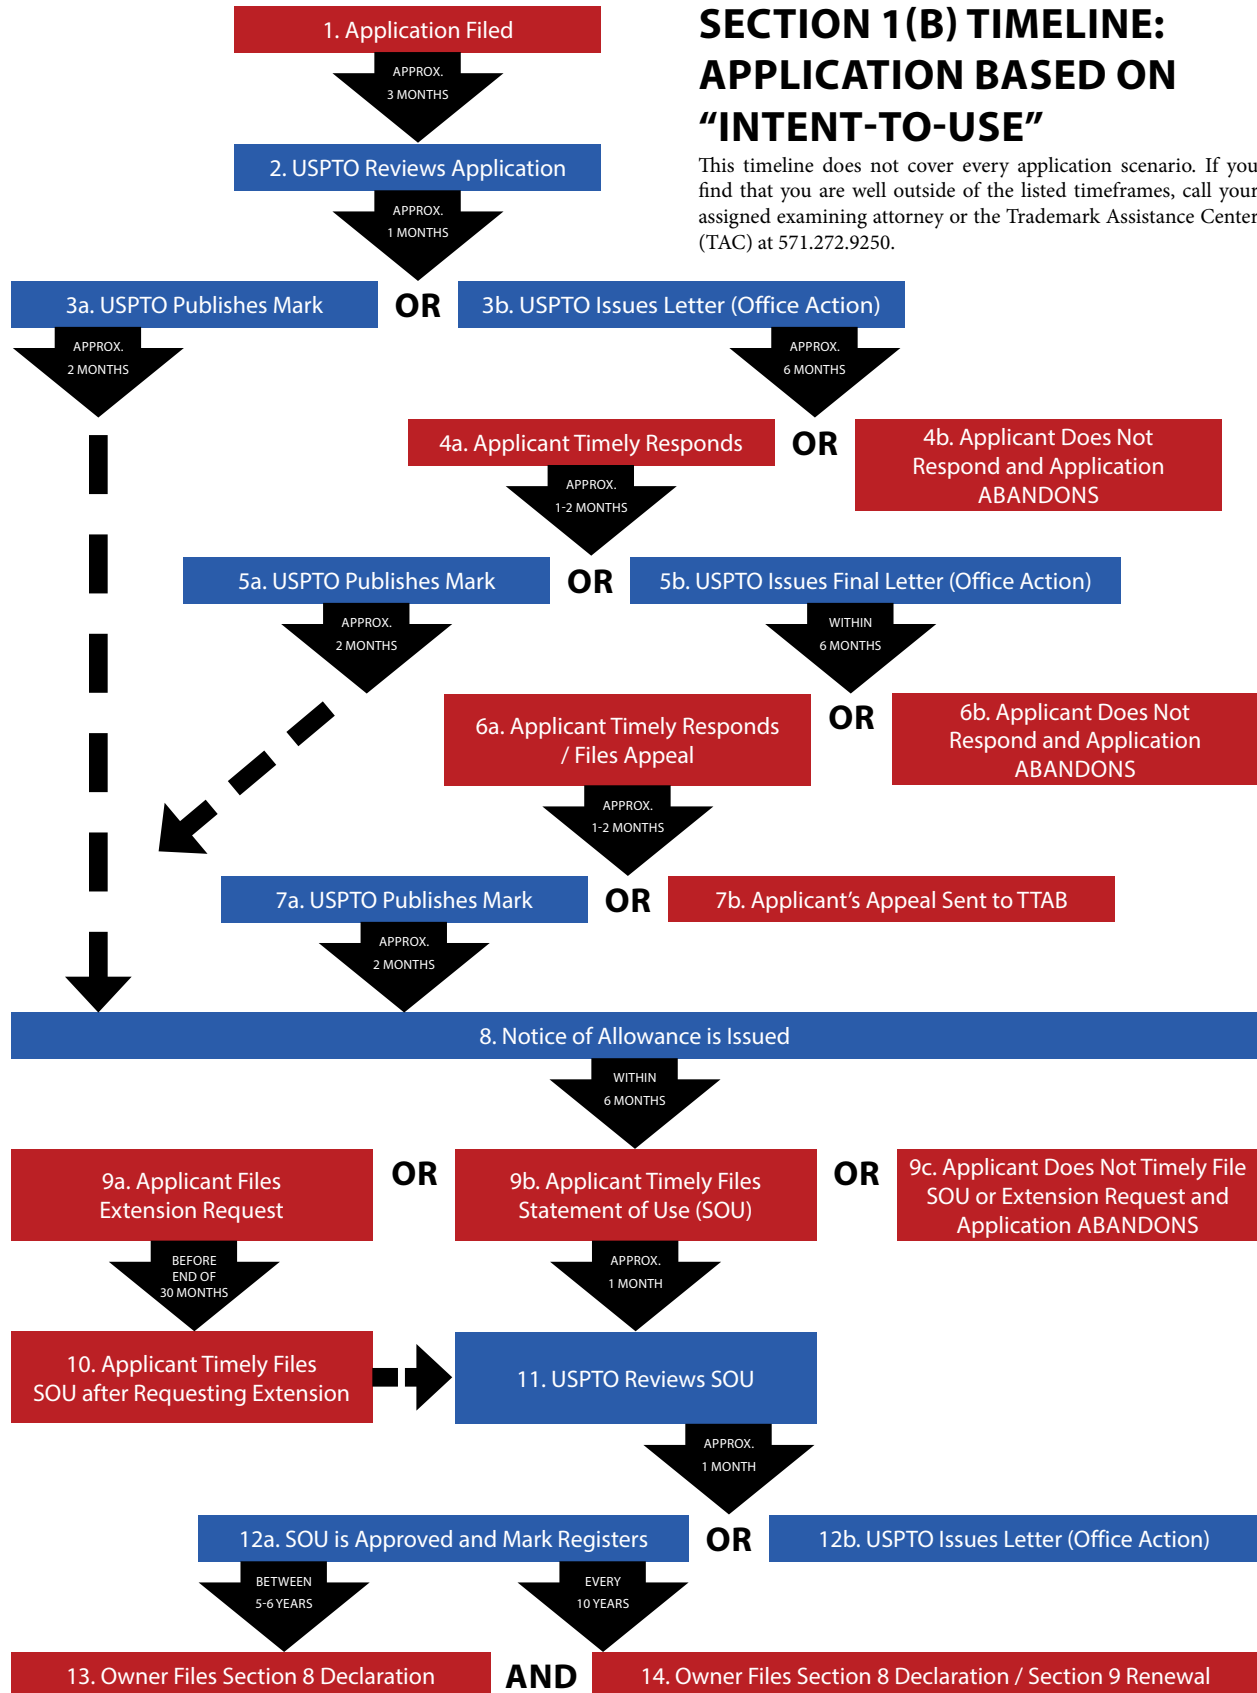 SECTION 1(B) TIMELINE:
APPLICATION BASED ON
“INTENT-TO-USE”
This timeline does not cover every application scenario. If you
find that you are well outside of the listed timeframes, call your
assigned examining attorney or the Trademark Assistance Center
(TAC) at 571.272.9250.
1. Application Filed
APPROX.
3 MONTHS
2. USPTO Reviews Application
APPROX.
1 MONTHS
3a. USPTO Publishes Mark
OR
3b. USPTO Issues Letter (Office Action)
APPROX.
2 MONTHS
APPROX.
6 MONTHS
4a. Applicant Timely Responds
OR
4b. Applicant Does Not
Respond and Application
ABANDONS
APPROX.
1-2 MONTHS
5a. USPTO Publishes Mark
OR
5b. USPTO Issues Final Letter (Office Action)
APPROX.
2 MONTHS
WITHIN
6 MONTHS
6a. Applicant Timely Responds
/ Files Appeal
OR
6b. Applicant Does Not
Respond and Application
ABANDONS
APPROX.
1-2 MONTHS
7a. USPTO Publishes Mark
OR
7b. Applicant’s Appeal Sent to TTAB
APPROX.
2 MONTHS
8. Notice of Allowance is Issued
WITHIN
6 MONTHS
9a. Applicant Files
Extension Request
OR
9b. Applicant Timely Files
Statement of Use (SOU)
OR
9c. Applicant Does Not Timely File
SOU or Extension Request and
Application ABANDONS
BEFORE
END OF
30 MONTHS
APPROX.
1 MONTH
10. Applicant Timely Files
SOU after Requesting Extension
11. USPTO Reviews SOU
APPROX.
1 MONTH
12a. SOU is Approved and Mark Registers
OR
12b. USPTO Issues Letter (Office Action)
BETWEEN
5-6 YEARS
EVERY
10 YEARS
13. Owner Files Section 8 Declaration
AND
14. Owner Files Section 8 Declaration / Section 9 Renewal